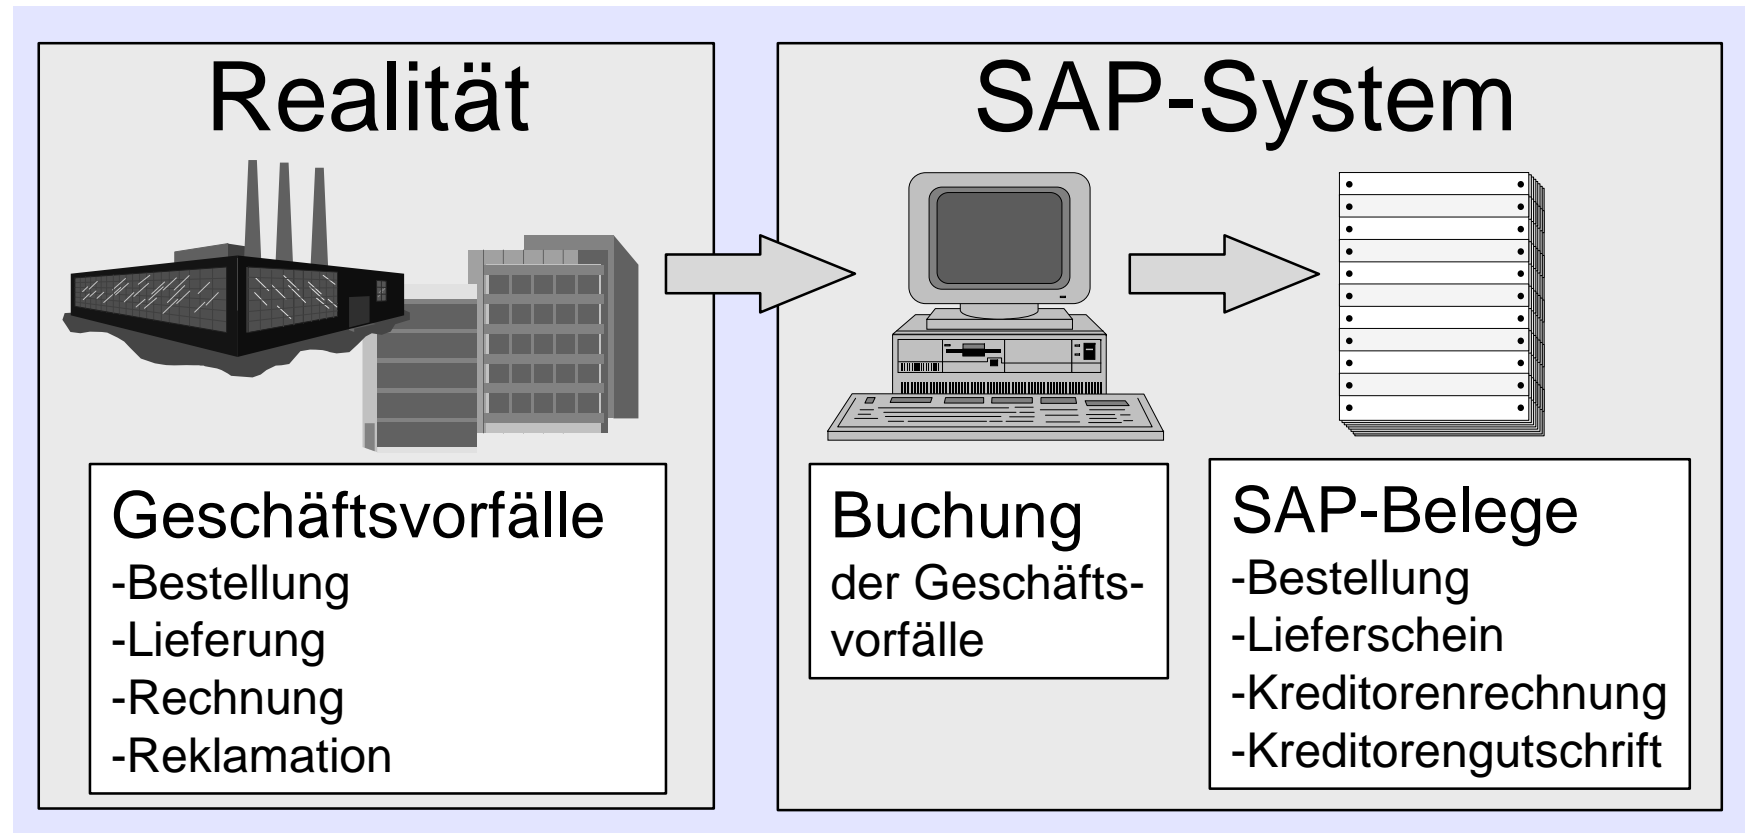 Realität
Geschäftsvorfälle
-Bestellung
-Lieferung
-Rechnung
-Reklamation
SAP-System
Buchung
der Geschäfts-
vorfälle
SAP-Belege
-Bestellung
-Lieferschein
-Kreditorenrechnung
-Kreditorengutschrift